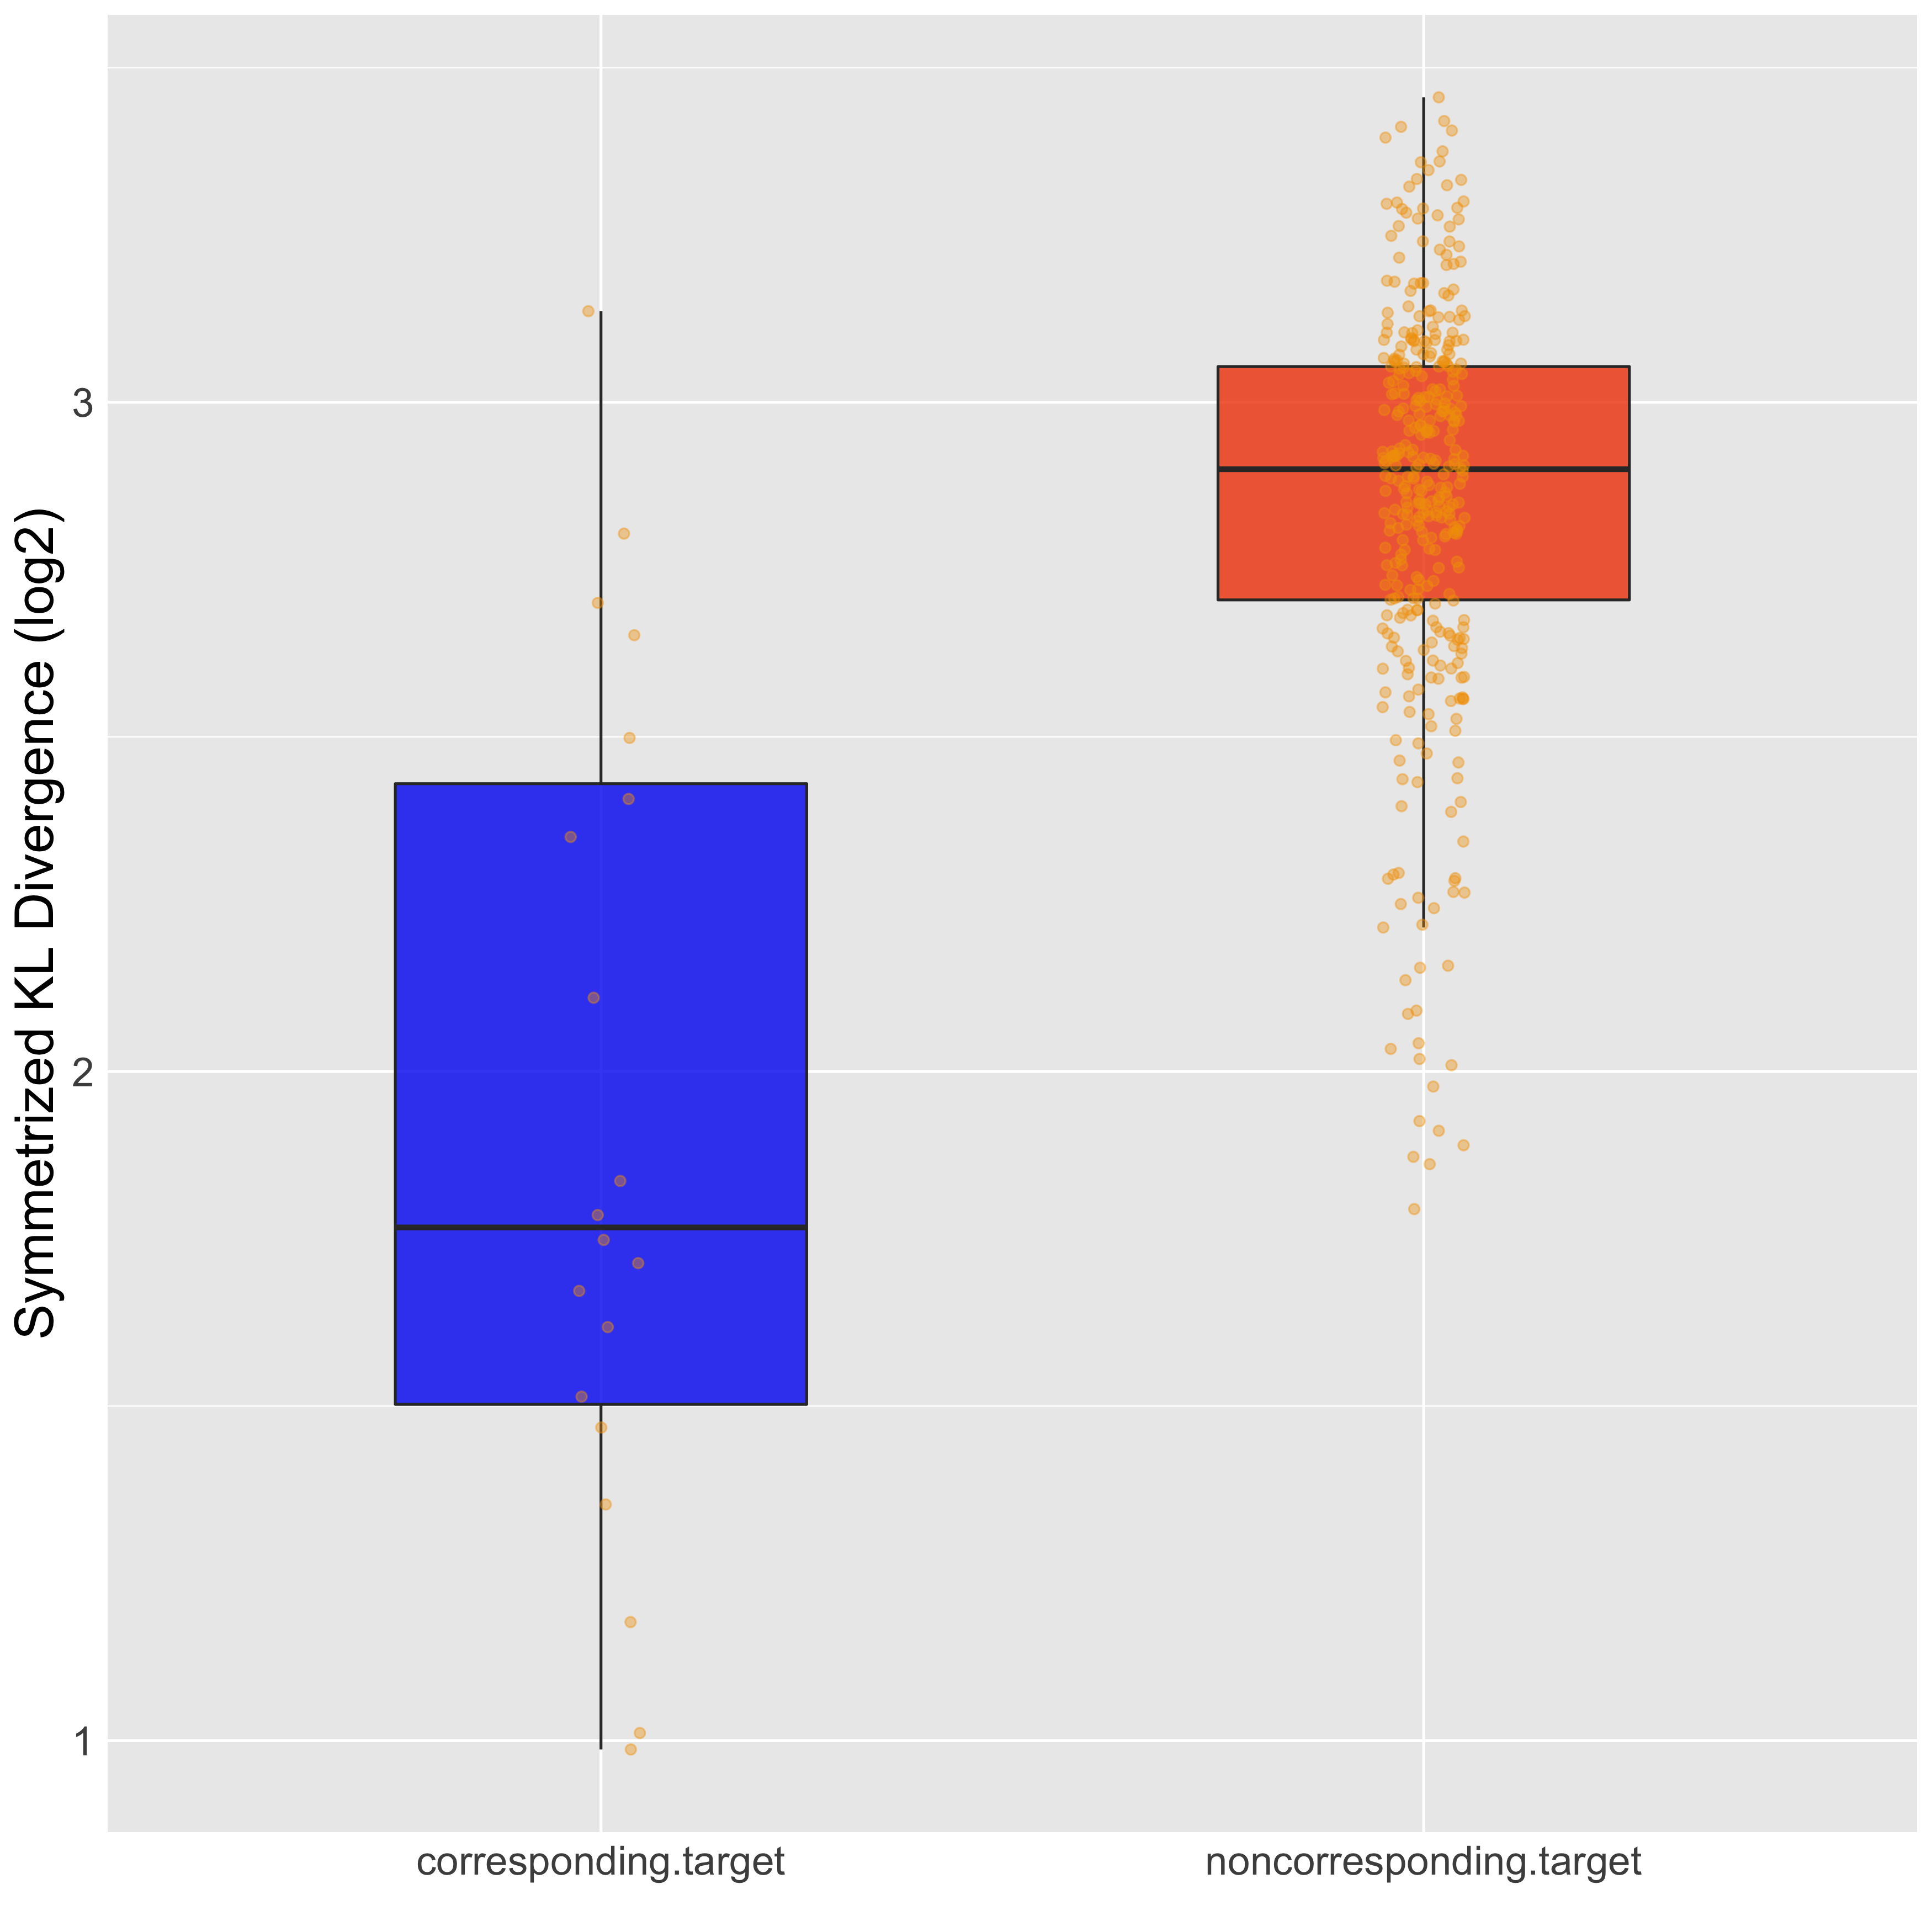 Symmetrized KL Divergence (log2)
3
2
1
corresponding.target
noncorresponding.target